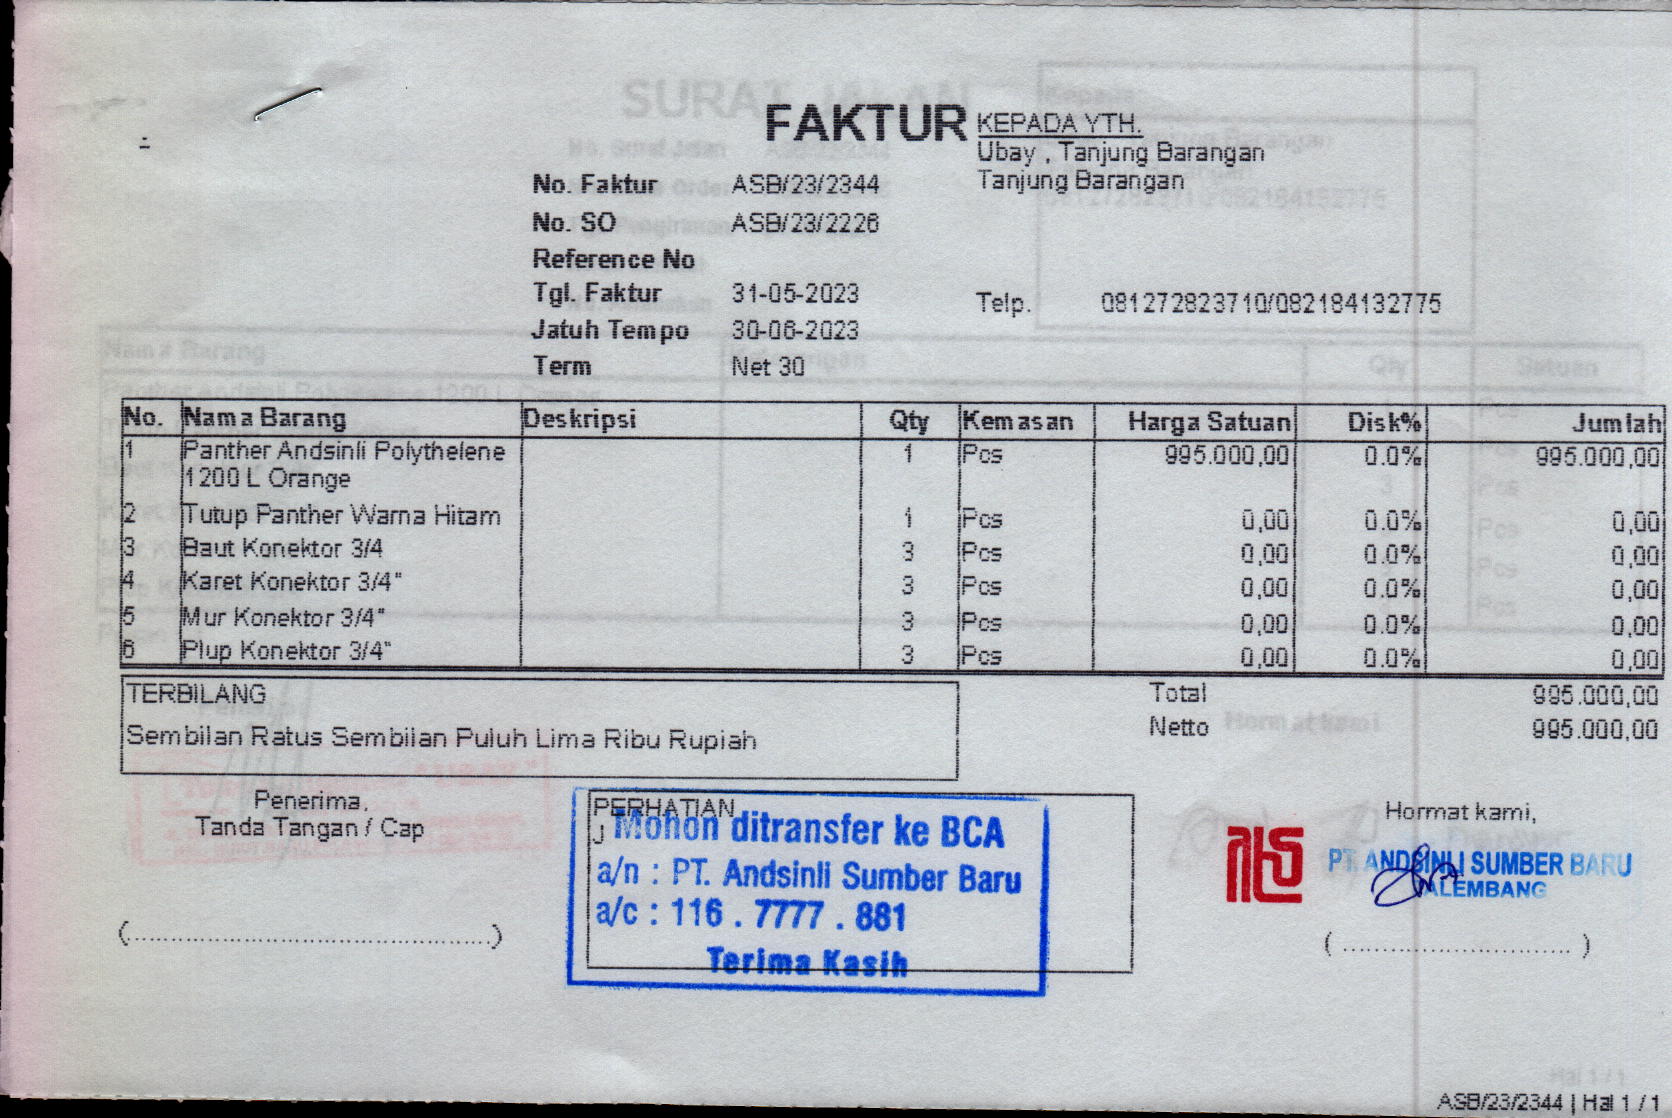 FAKTUR
KEPADA YTH.
Ubay , Tanjung Barangan
Tanjung Barangan
No. Faktur ASB/23/2344
No. SO ASB/23/2226
Reference No
Tgl. Faktur 31-05-2023
Telp. 081272823710/082184132775
Jatuh Tempo 30-06-2023
Term Net 30
No. Nama Barang Deskripsi Qty Kemasan Harga Satuan Disk% Jumlah
1 Panther Andsinli Polythelene 1 Pcs 995.000,00 0.0% 995.000,00
1200 L Orange
2 Tutup Panther Warna Hitam 1 Pcs 0,00 0.0% 0,00
3 Baut Konektor 3/4 3 Pcs 0,00 0.0% 0,00
4 Karet Konektor 3/4" 3 Pcs 0,00 0.0% 0,00
5 Mur Konektor 3/4" 3 Pcs 0,00 0.0% 0,00
6 Plup Konektor 3/4" 3 Pcs 0,00 0.0% 0,00
TERBILANG
Sembilan Ratus Sembilan Puluh Lima Ribu Rupiah
Total 995.000,00
Netto 995.000,00
Penerima,
Tanda Tangan / Cap
(................................................)
PERHATIAN
J
Mohon ditransfer ke BCA
a/n : PT. Andsinli Sumber Baru
a/c : 116 . 7777 . 881
Terima Kasih
Hormat kami,
PT. ANDSINLI SUMBER BARU
PALEMBANG
( .............................. )
ASB/23/2344 | Hal 1 / 1